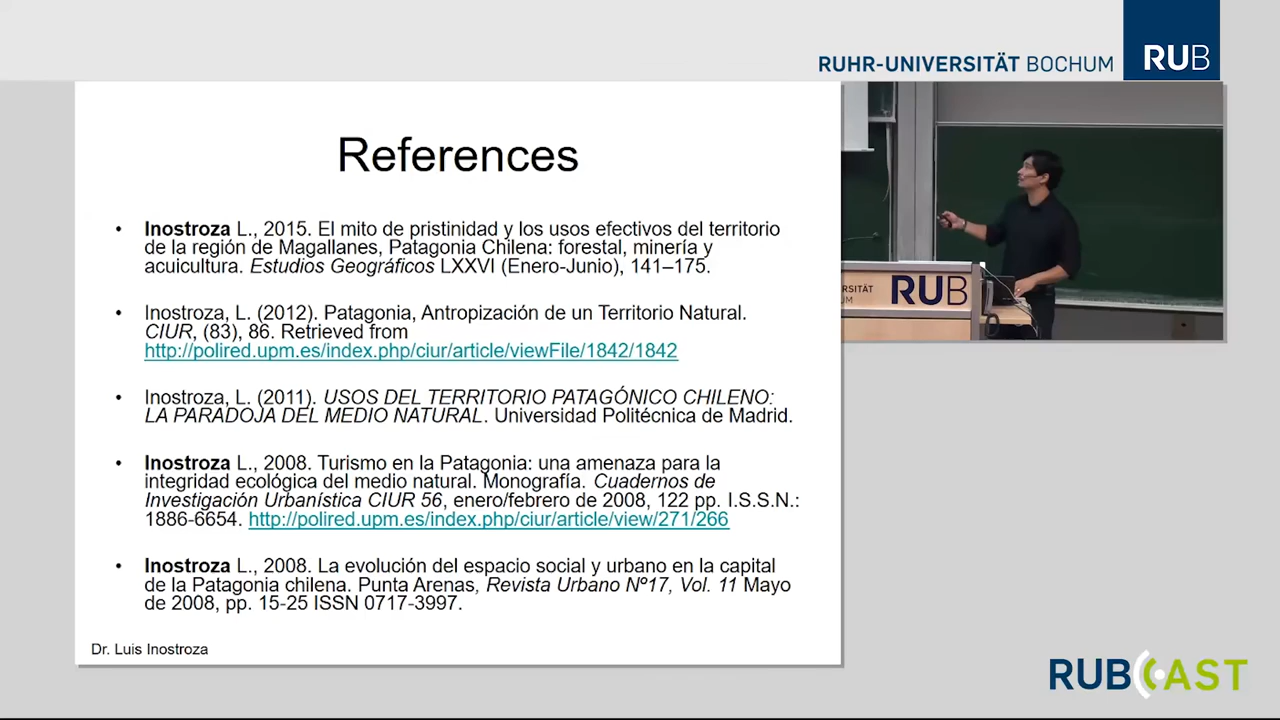 RUHR-UNIVERSITÄT BOCHUM
RUB
References
• Inostroza L., 2015. El mito de pristinidad y los usos efectivos del territorio
de la región de Magallanes, Patagonia Chilena: forestal, minería y
acuicultura. Estudios Geográficos LXXVI (Enero-Junio), 141–175.
• Inostroza, L. (2012). Patagonia, Antropización de un Territorio Natural.
CIUR, (83), 86. Retrieved from
http://polired.upm.es/index.php/ciur/article/viewFile/1842/1842
• Inostroza, L. (2011). USOS DEL TERRITORIO PATAGÓNICO CHILENO:
LA PARADOJA DEL MEDIO NATURAL. Universidad Politécnica de Madrid.
• Inostroza L., 2008. Turismo en la Patagonia: una amenaza para la
integridad ecológica del medio natural. Monografía. Cuadernos de
Investigación Urbanística CIUR 56, enero/febrero de 2008, 122 pp. I.S.S.N.:
1886-6654. http://polired.upm.es/index.php/ciur/article/view/271/266
• Inostroza L., 2008. La evolución del espacio social y urbano en la capital
de la Patagonia chilena. Punta Arenas, Revista Urbano Nº17, Vol. 11 Mayo
de 2008, pp. 15-25 ISSN 0717-3997.
Dr. Luis Inostroza
RSITÄT
UM
RUB
RUBCAST